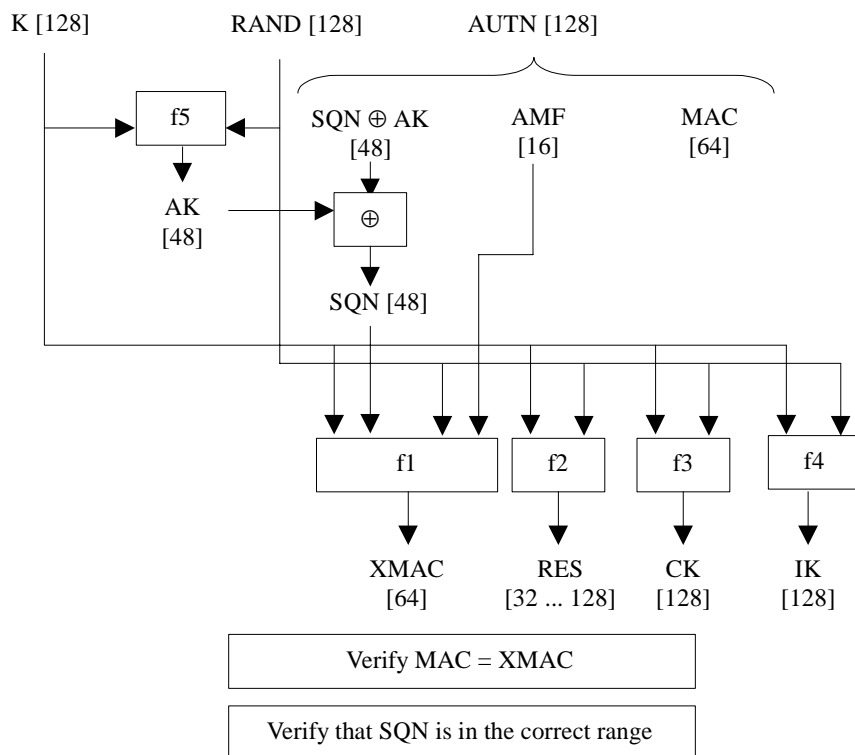 K [128]
RAND [128]
AUTN [128]
f5
SQN ⊕ AK
[48]
AMF
[16]
MAC
[64]
AK
[48]
⊕
SQN [48]
f1
f2
f3
f4
XMAC
[64]
RES
[32 ... 128]
CK
[128]
IK
[128]
Verify MAC = XMAC
Verify that SQN is in the correct range